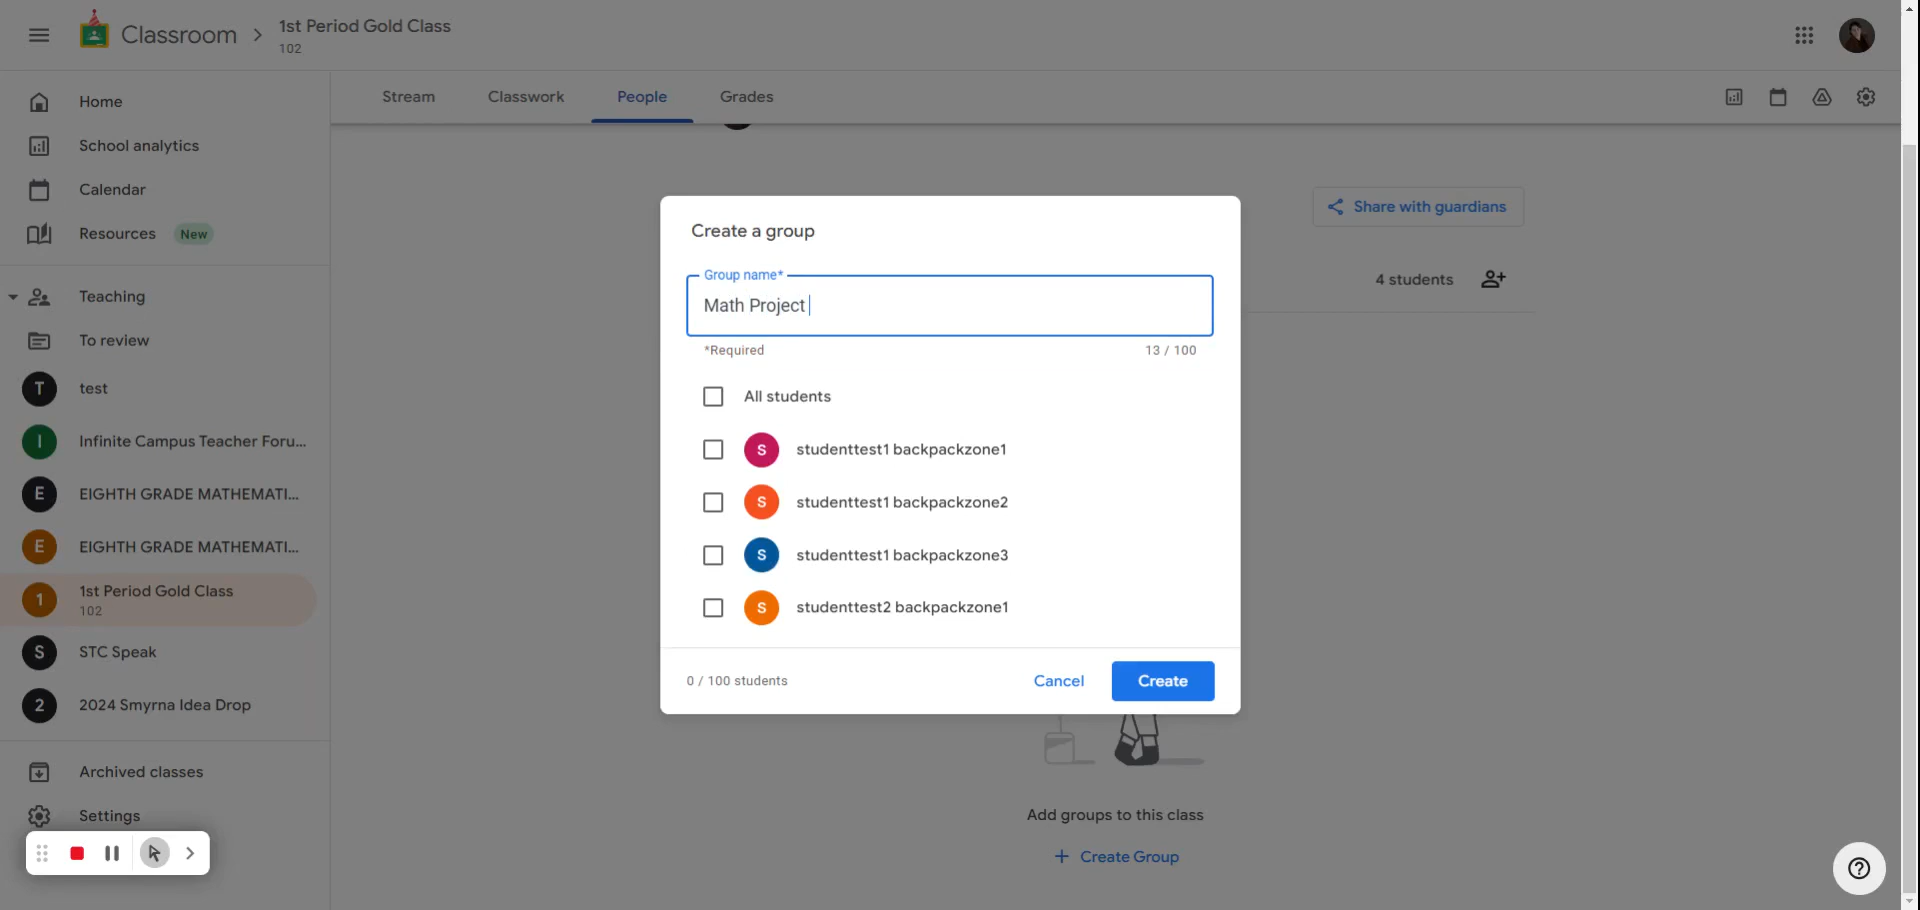 Classroom
1st Period Gold Class
102
Stream
Classwork
People
Grades
Home
School analytics
Calendar
Resources New
Teaching
To review
T test
I Infinite Campus Teacher Foru...
E EIGHTH GRADE MATHEMATI...
E EIGHTH GRADE MATHEMATI...
1 1st Period Gold Class
102
S STC Speak
2 2024 Smyrna Idea Drop
Archived classes
Settings
Share with guardians
4 students
Create a group
Group name*
Math Project
*Required
13 / 100
All students
S studenttest1 backpackzone1
S studenttest1 backpackzone2
S studenttest1 backpackzone3
S studenttest2 backpackzone1
0 / 100 students
Cancel
Create
Add groups to this class
+ Create Group